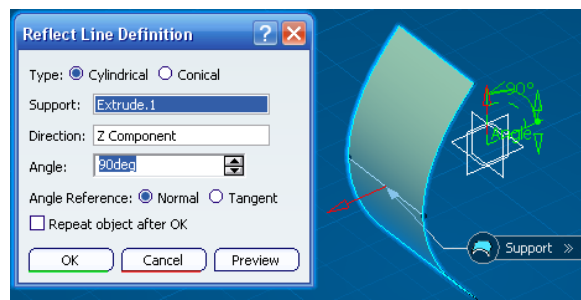 Reflect Line Definition
Type: Cylindrical Conical
Support: Extrude.1
Direction: Z Component
Angle: 90deg
Angle Reference: Normal Tangent
Repeat object after OK
OK Cancel Preview
90°
Angle
Support »